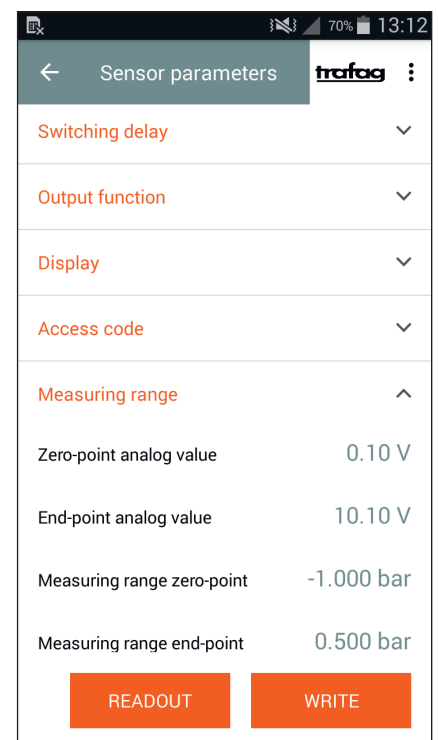 70% 13:12
Sensor parameters trafag
Switching delay
Output function
Display
Access code
Measuring range
Zero-point analog value 0.10 V
End-point analog value 10.10 V
Measuring range zero-point -1.000 bar
Measuring range end-point 0.500 bar
READOUT WRITE